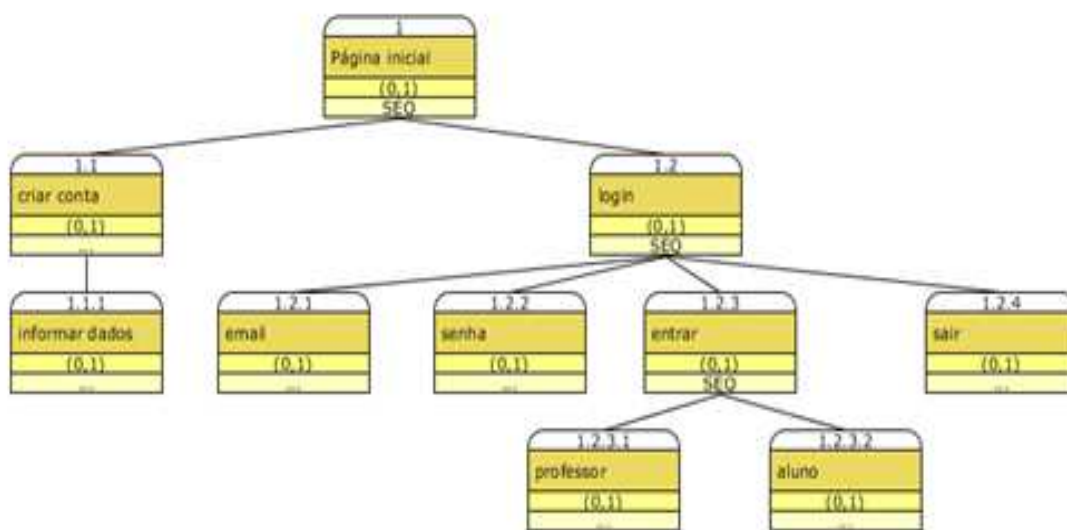 1
Página inicial
(0,1)
SEQ
1.1
criar conta
(0,1)
...
1.2
login
(0,1)
SEQ
1.1.1
informar dados
(0,1)
...
1.2.1
email
(0,1)
...
1.2.2
senha
(0,1)
...
1.2.3
entrar
(0,1)
SEQ
1.2.4
sair
(0,1)
...
1.2.3.1
professor
(0,1)
...
1.2.3.2
aluno
(0,1)
...